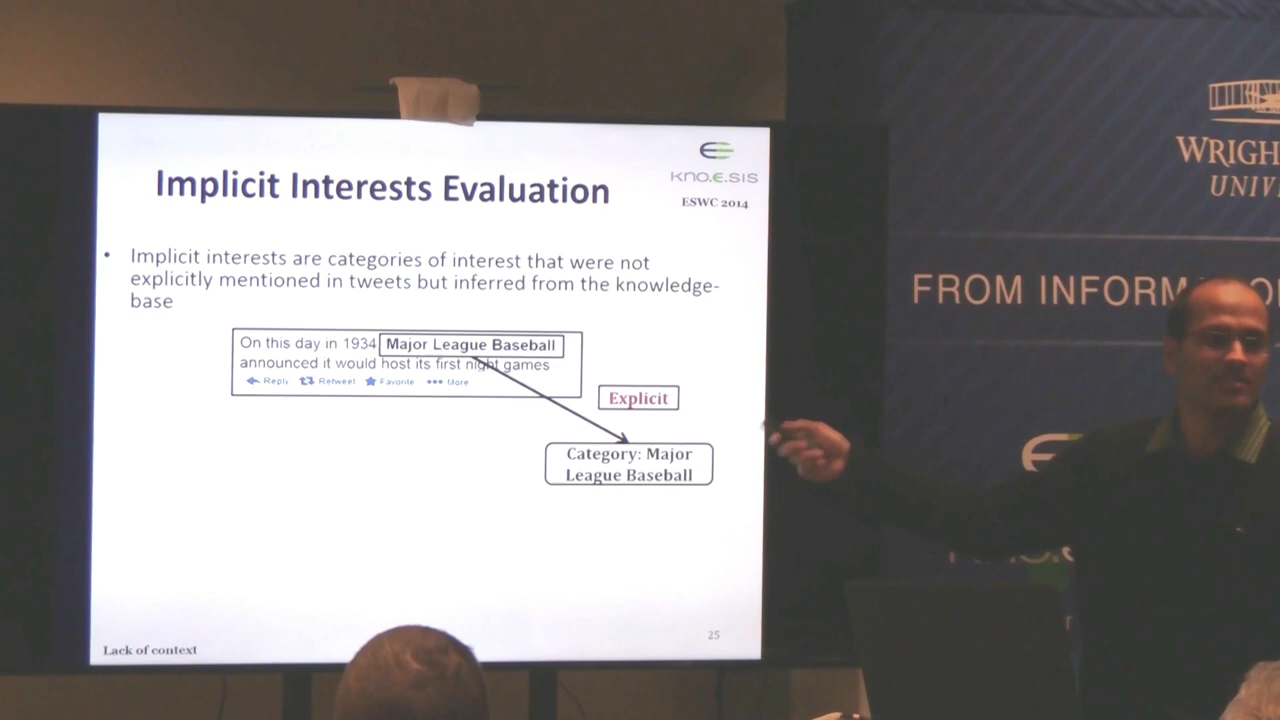 Implicit Interests Evaluation
kno.e.sis
ESWC 2014
• Implicit interests are categories of interest that were not
explicitly mentioned in tweets but inferred from the knowledge-
base
On this day in 1934 Major League Baseball
announced it would host its first night games
Reply Retweet Favorite More
Explicit
Category: Major
League Baseball
25
Lack of context
WRIGH
UNIV
FROM INFORM